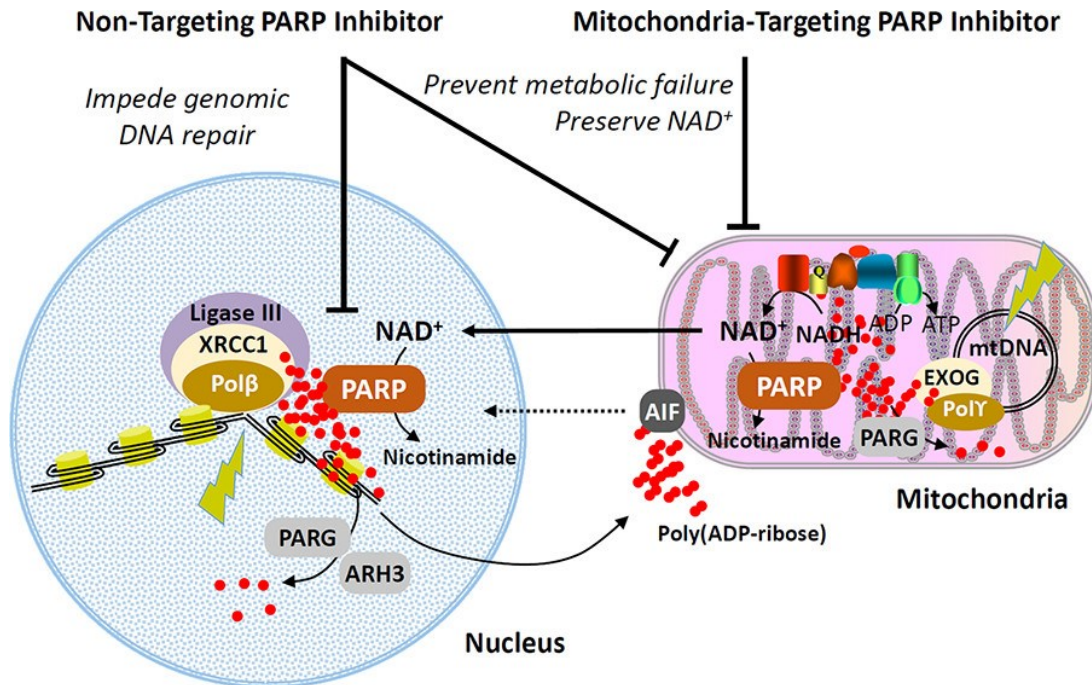 Non-Targeting PARP Inhibitor
Mitochondria-Targeting PARP Inhibitor
Impede genomic
DNA repair
Prevent metabolic failure
Preserve NAD⁺
Ligase III
XRCC1
Polβ
NAD⁺
PARP
Nicotinamide
PARG
ARH3
Nucleus
Q
NAD⁺
NADH
ADP
ATP
mtDNA
PARP
EXOG
PolΥ
AIF
Nicotinamide
PARG
Mitochondria
Poly(ADP-ribose)